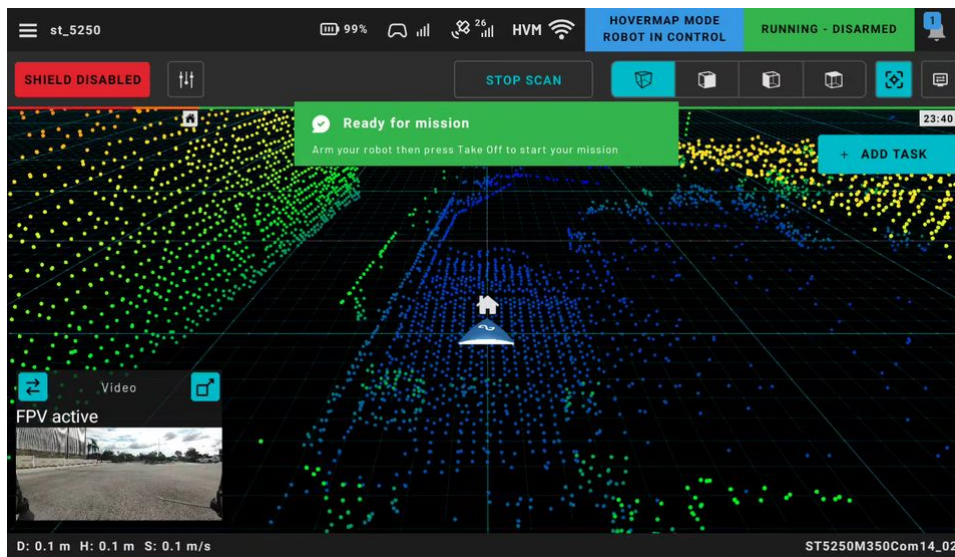 st_5250
99%
26
HVM
HOVERMAP MODE
ROBOT IN CONTROL
RUNNING - DISARMED
1
SHIELD DISABLED
STOP SCAN
Ready for mission
Arm your robot then press Take Off to start your mission
23:40
+ ADD TASK
Video
FPV active
D: 0.1 m H: 0.1 m S: 0.1 m/s
ST5250M350Com14_02